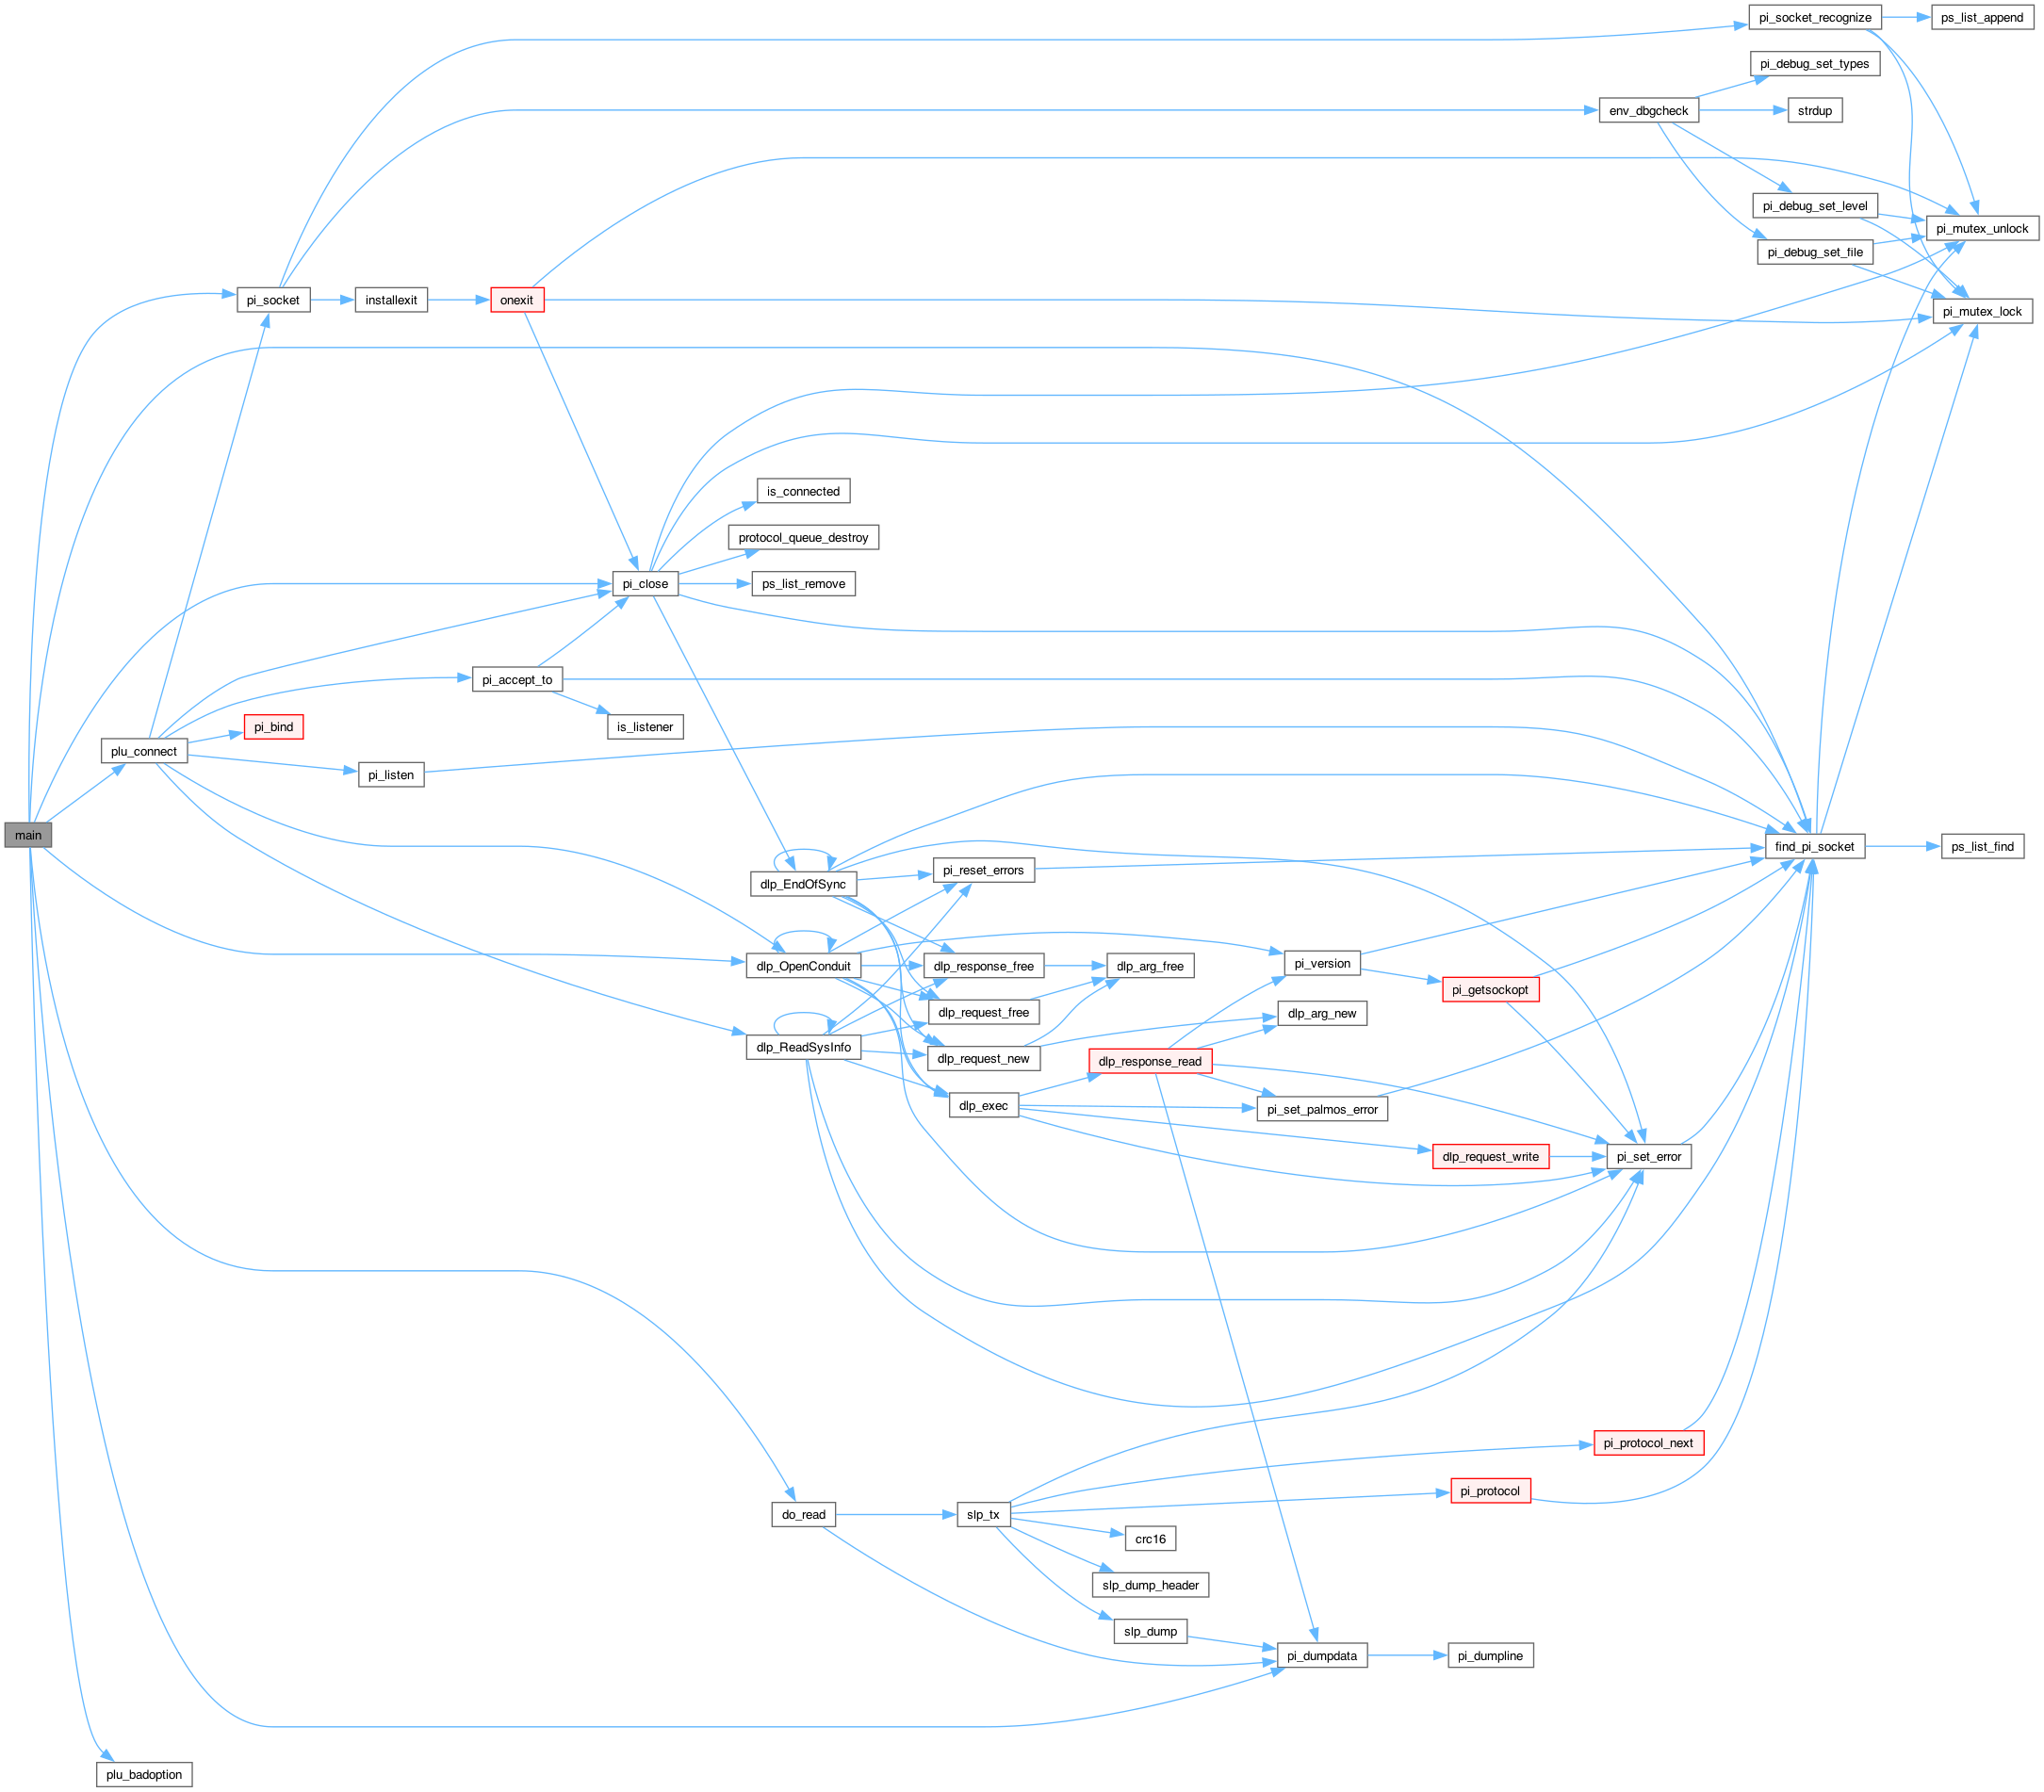 pi_socket_recognize
ps_list_append
pi_debug_set_types
env_dbgcheck
strdup
pi_debug_set_level
pi_mutex_unlock
pi_debug_set_file
pi_socket
installexit
onexit
pi_mutex_lock
is_connected
protocol_queue_destroy
pi_close
ps_list_remove
pi_accept_to
is_listener
pi_bind
plu_connect
pi_listen
main
find_pi_socket
ps_list_find
pi_reset_errors
dlp_EndOfSync
dlp_OpenConduit
dlp_response_free
dlp_arg_free
pi_version
pi_getsockopt
dlp_request_free
dlp_arg_new
dlp_ReadSysInfo
dlp_request_new
dlp_response_read
dlp_exec
pi_set_palmos_error
dlp_request_write
pi_set_error
pi_protocol_next
pi_protocol
do_read
slp_tx
crc16
slp_dump_header
slp_dump
pi_dumpdata
pi_dumpline
plu_badoption